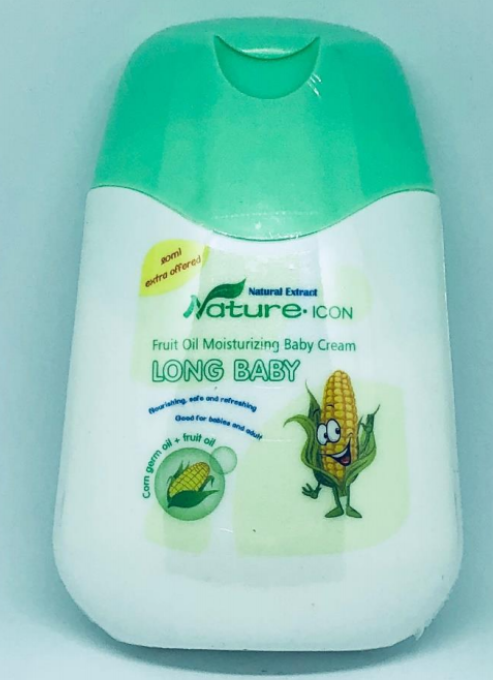 90ml
extra offered
Natural Extract
Nature·ICON
Fruit Oil Moisturizing Baby Cream
LONG BABY
Nourishing, safe and refreshing
Good for babies and adult
Corn germ oil + fruit oil